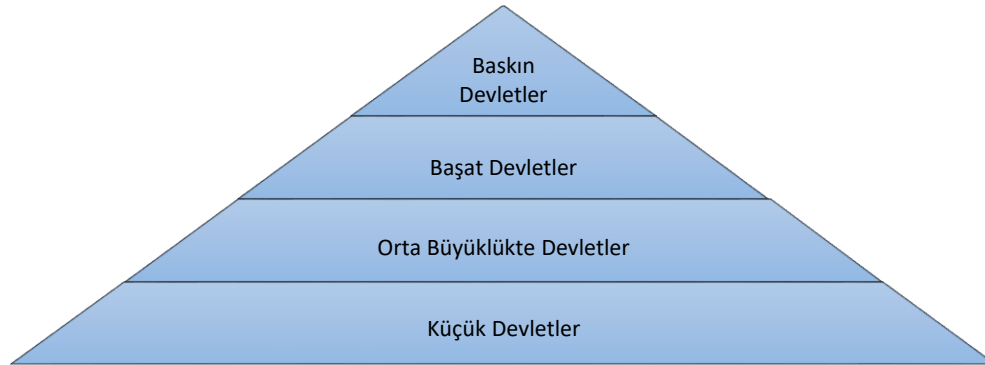 Baskın
Devletler
Başat Devletler
Orta Büyüklükte Devletler
Küçük Devletler